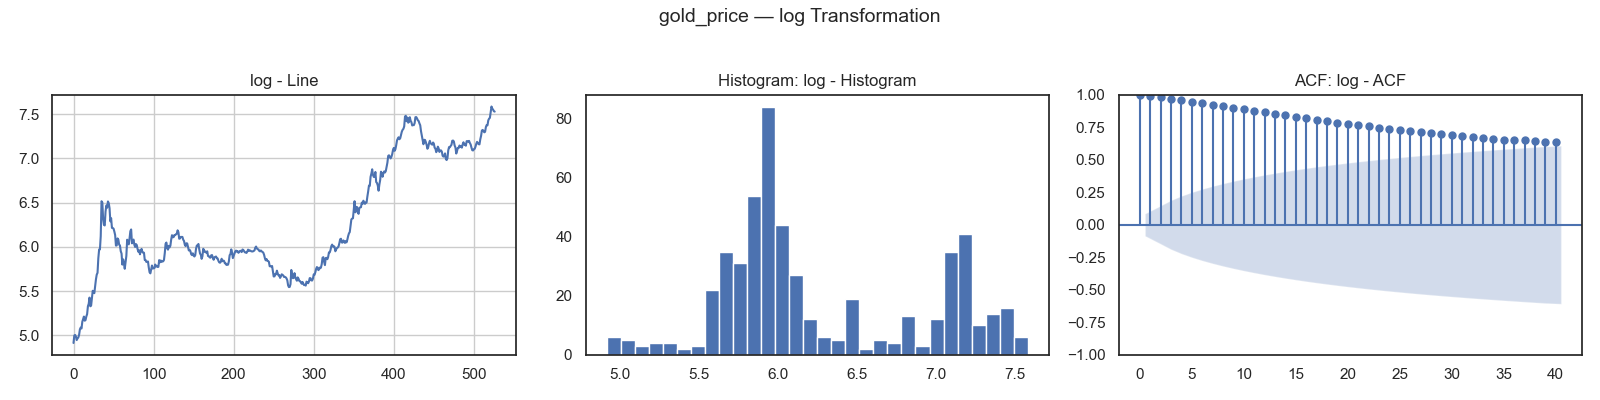 gold_price — log Transformation
log - Line
7.5
7.0
6.5
6.0
5.5
5.0
0 100 200 300 400 500
Histogram: log - Histogram
80
60
40
20
0
5.0 5.5 6.0 6.5 7.0 7.5
ACF: log - ACF
1.00
0.75
0.50
0.25
0.00
−0.25
−0.50
−0.75
−1.00
0 5 10 15 20 25 30 35 40